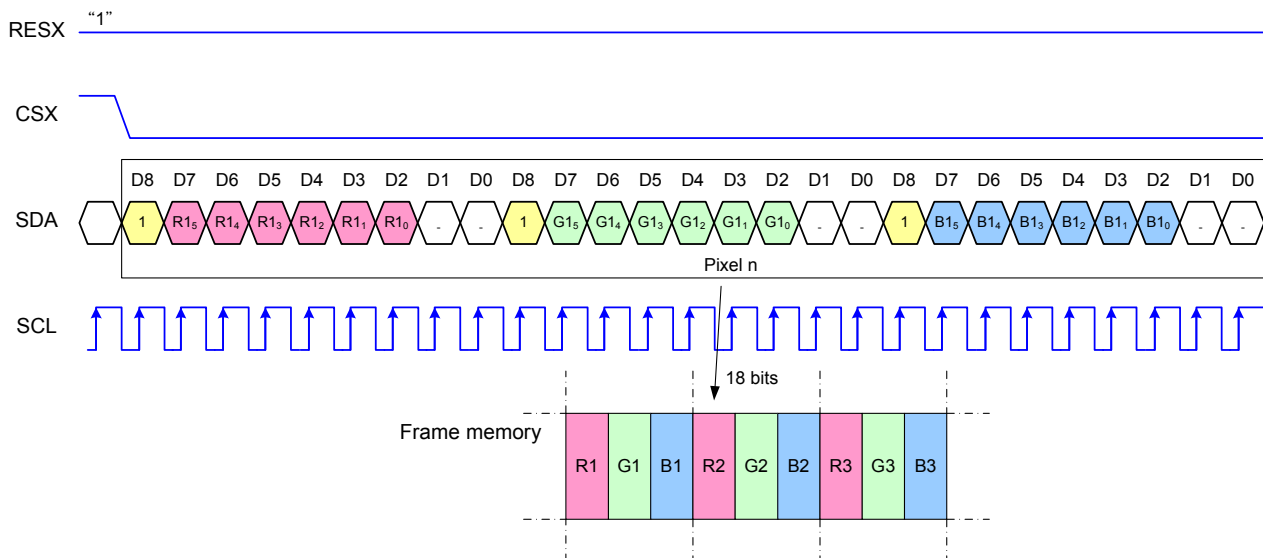 RESX “1”
CSX
D8 D7 D6 D5 D4 D3 D2 D1 D0 D8 D7 D6 D5 D4 D3 D2 D1 D0 D8 D7 D6 D5 D4 D3 D2 D1 D0
SDA 1 R1₅ R1₄ R1₃ R1₂ R1₁ R1₀ - - 1 G1₅ G1₄ G1₃ G1₂ G1₁ G1₀ - - 1 B1₅ B1₄ B1₃ B1₂ B1₁ B1₀ - -
Pixel n
SCL
18 bits
Frame memory
R1 G1 B1 R2 G2 B2 R3 G3 B3